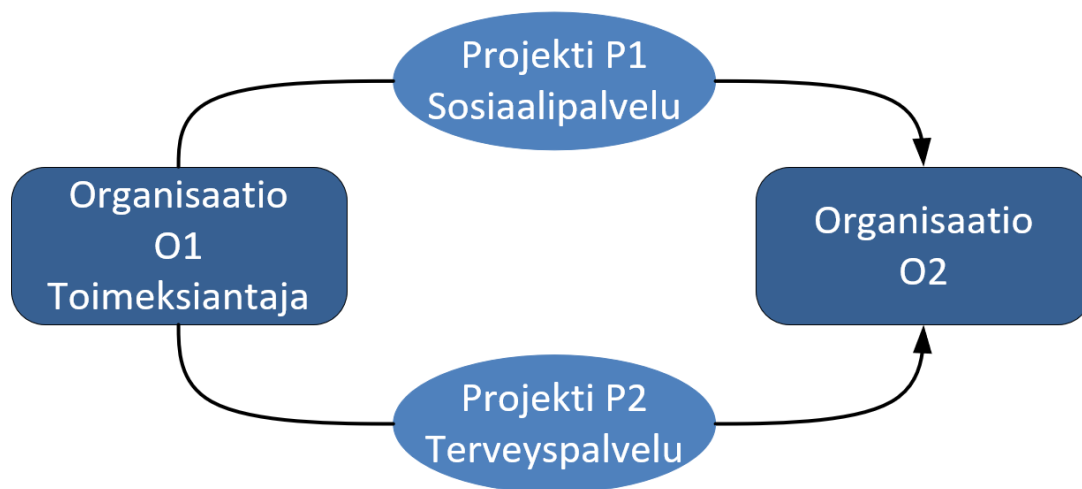 Projekti P1
Sosiaalipalvelu
Organisaatio
O1
Toimeksiantaja
Organisaatio
O2
Projekti P2
Terveyspalvelu